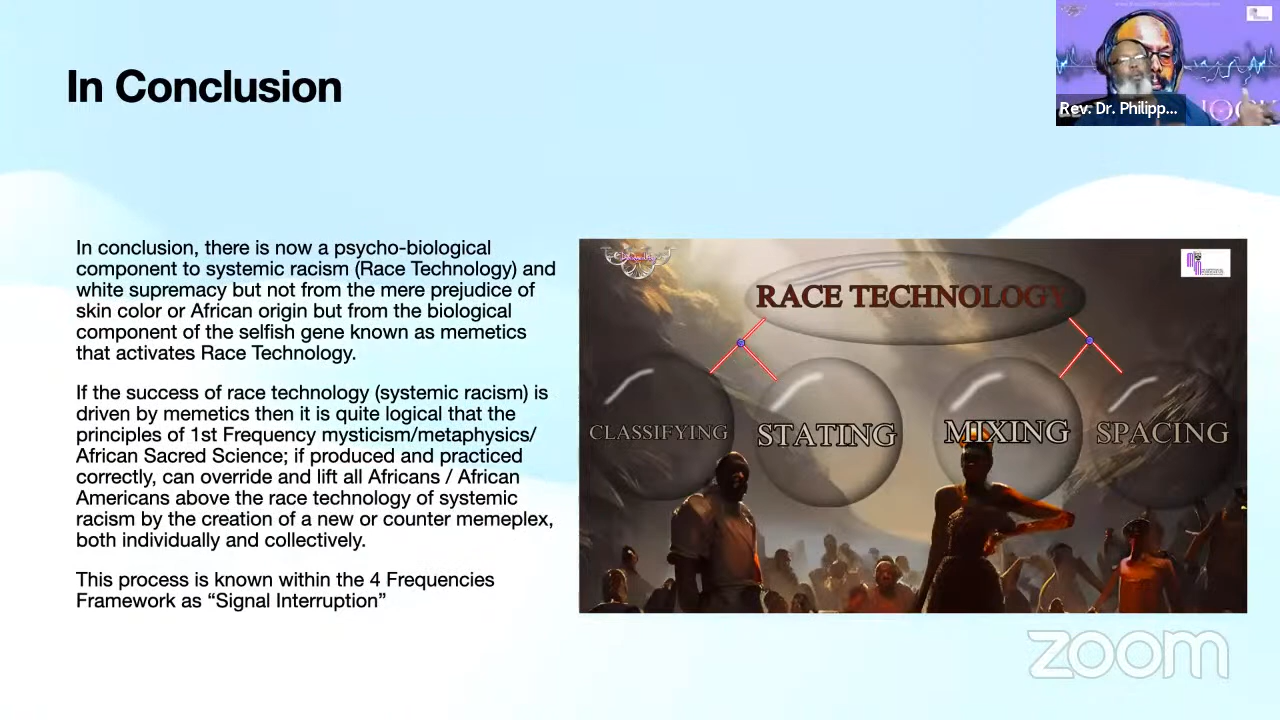 In Conclusion
Rev. Dr. Philipp...
In conclusion, there is now a psycho-biological
component to systemic racism (Race Technology) and
white supremacy but not from the mere prejudice of
skin color or African origin but from the biological
component of the selfish gene known as memetics
that activates Race Technology.
If the success of race technology (systemic racism) is
driven by memetics then it is quite logical that the
principles of 1st Frequency mysticism/metaphysics/
African Sacred Science; if produced and practiced
correctly, can override and lift all Africans / African
Americans above the race technology of systemic
racism by the creation of a new or counter memeplex,
both individually and collectively.
This process is known within the 4 Frequencies
Framework as “Signal Interruption”
RACE TECHNOLOGY
CLASSIFYING
STATING
MIXING
SPACING
zoom